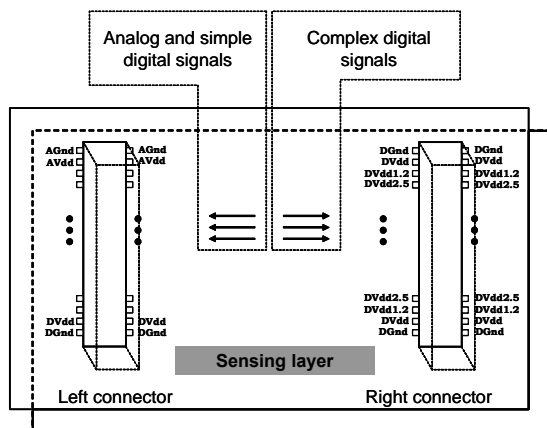 Analog and simple
digital signals
Complex digital
signals
AGnd
AVdd
AGnd
AVdd
DVdd
DGnd
DVdd
DGnd
DGnd
DVdd
DVdd1.2
DVdd2.5
DGnd
DVdd
DVdd1.2
DVdd2.5
DVdd2.5
DVdd1.2
DVdd
DGnd
DVdd2.5
DVdd1.2
DVdd
DGnd
Sensing layer
Left connector
Right connector